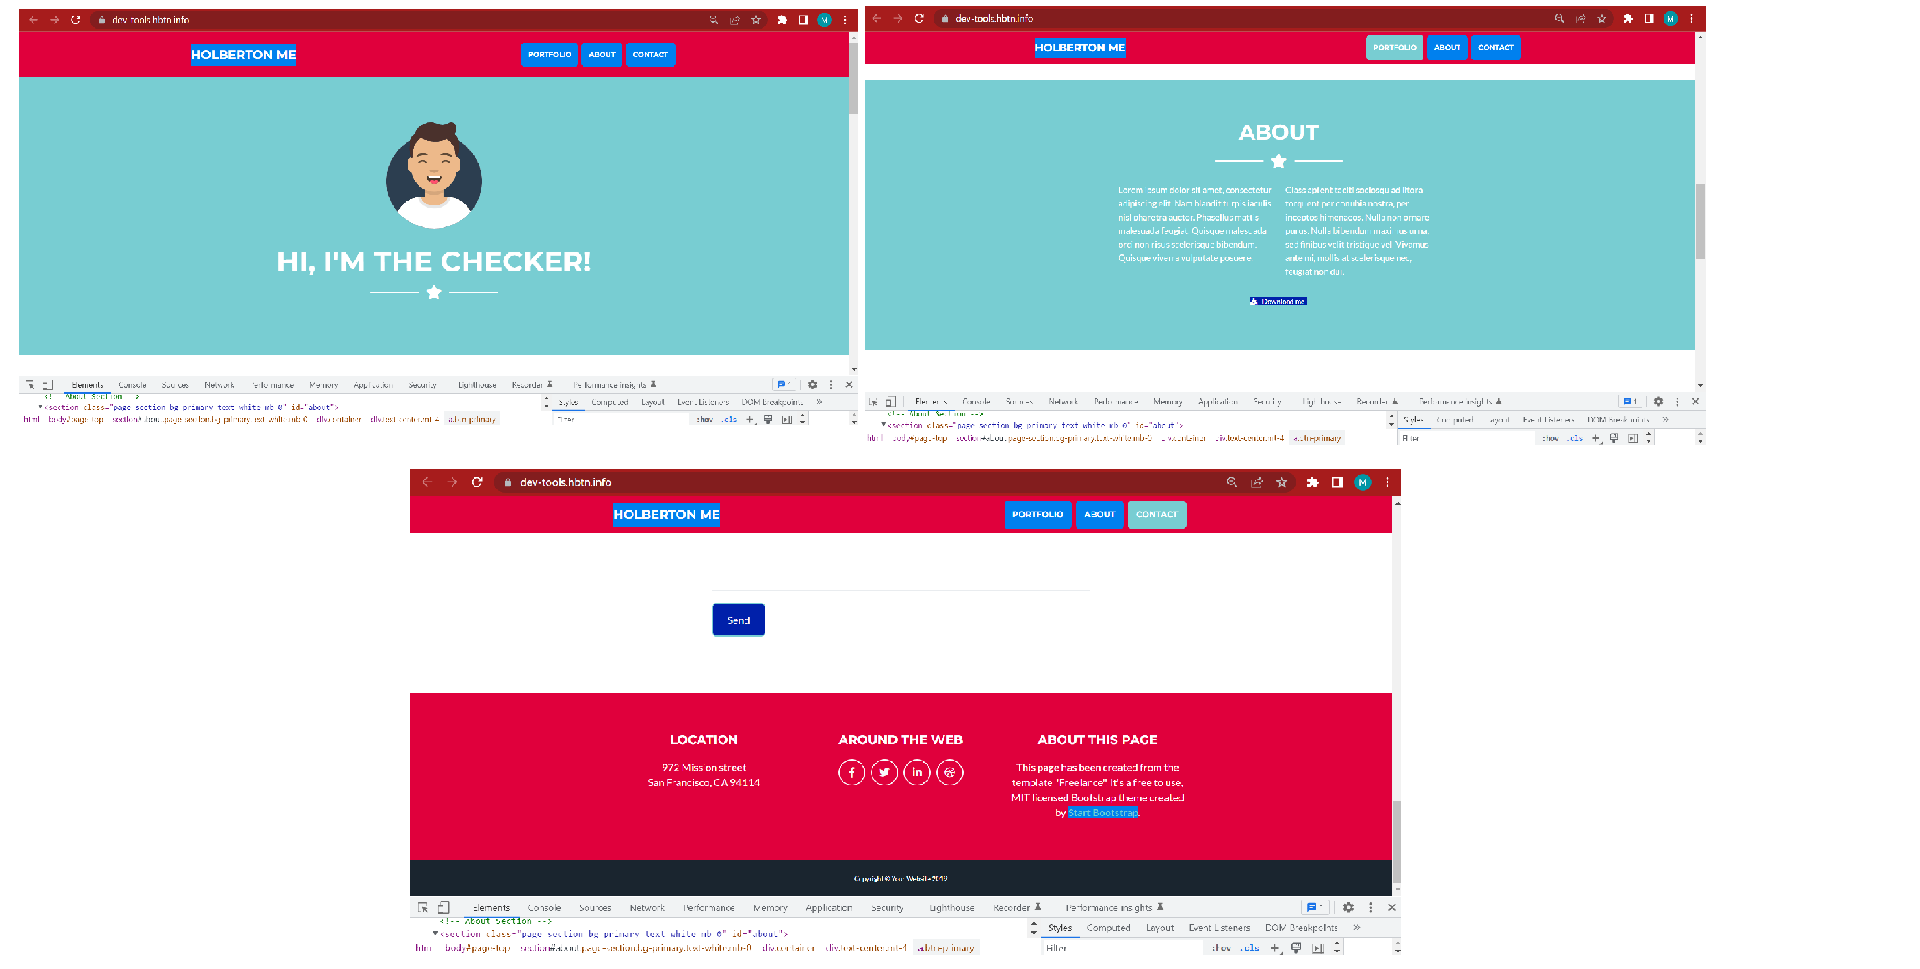 dev-tools.hbtn.info
M
HOLBERTON ME
PORTFOLIO ABOUT CONTACT
HI, I'M THE CHECKER!
Elements Console Sources Network Performance Memory Application Security Lighthouse Recorder Performance insights 1
<!-- About Section -->
<section class="page-section bg-primary text-white mb-0" id="about">
Styles Computed Layout Event Listeners DOM Breakpoints »
html body#page-top section#about.page-section.bg-primary.text-white.mb-0 div.container div.text-center.mt-4 a.btn-primary
Filter :hov .cls
dev-tools.hbtn.info
M
HOLBERTON ME
PORTFOLIO ABOUT CONTACT
ABOUT
Lorem ipsum dolor sit amet, consectetur
adipiscing elit. Nam blandit turpis iaculis
nisl pharetra auctor. Phasellus mattis
malesuada feugiat. Quisque malesuada
orci non risus scelerisque bibendum.
Quisque viverra vulputate posuere.
Class aptent taciti sociosqu ad litora
torquent per conubia nostra, per
inceptos himenaeos. Nulla non ornare
purus. Nulla bibendum maximus urna,
sed finibus velit tristique vel. Vivamus
ante mi, mollis at scelerisque nec,
feugiat non dui.
Download me
Elements Console Sources Network Performance Memory Application Security Lighthouse Recorder Performance insights 1
<!-- About Section -->
<section class="page-section bg-primary text-white mb-0" id="about">
Styles Computed Layout Event Listeners DOM Breakpoints »
html body#page-top section#about.page-section.bg-primary.text-white.mb-0 div.container div.text-center.mt-4 a.btn-primary
Filter :hov .cls
dev-tools.hbtn.info
M
HOLBERTON ME
PORTFOLIO ABOUT CONTACT
Send
LOCATION
972 Mission street
San Francisco, CA 94114
AROUND THE WEB
ABOUT THIS PAGE
This page has been created from the
template "Freelance" It's a free to use,
MIT licensed Bootstrap theme created
by Start Bootstrap.
Copyright © Your Website 2019
Elements Console Sources Network Performance Memory Application Security Lighthouse Recorder Performance insights 1
<!-- About Section -->
<section class="page-section bg-primary text-white mb-0" id="about">
Styles Computed Layout Event Listeners DOM Breakpoints »
html body#page-top section#about.page-section.bg-primary.text-white.mb-0 div.container div.text-center.mt-4 a.btn-primary
Filter :hov .cls